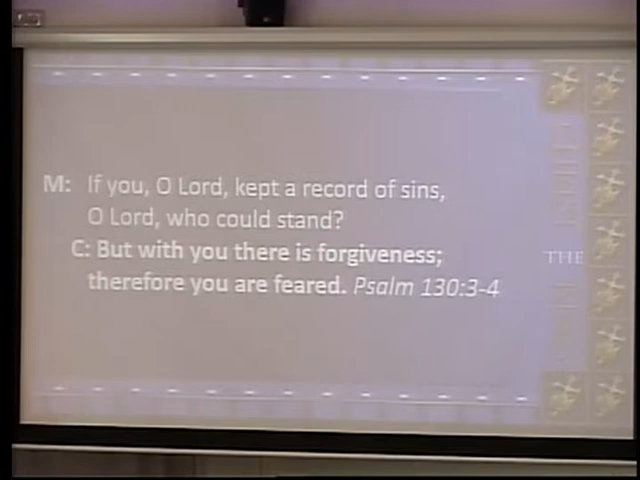 M: If you, O Lord, kept a record of sins,
O Lord, who could stand?
C: But with you there is forgiveness;
therefore you are feared. Psalm 130:3-4
THE